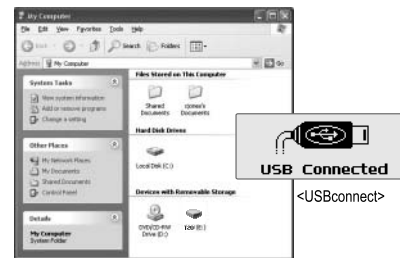 My Computer
File Edit View Favorites Tools Help
Back Search Folders
Address My Computer Go
System Tasks
View system information
Add or remove programs
Change a setting
Other Places
My Network Places
My Documents
Shared Documents
Control Panel
Details
My Computer
System Folder
Files Stored on This Computer
Shared Documents
Documents
Hard Disk Drives
Local Disk (C:)
Devices with Removable Storage
DVD/CD-RW Drive (D:)
(E:)
USB Connected
<USBconnect>